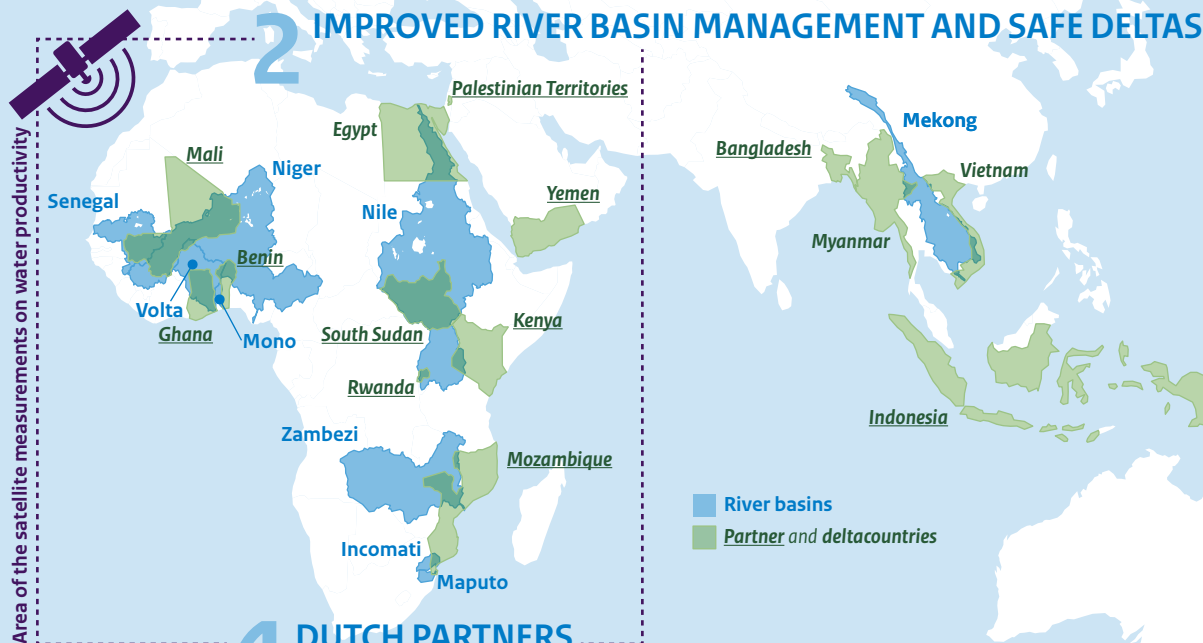 2 IMPROVED RIVER BASIN MANAGEMENT AND SAFE DELTAS
Area of the satellite measurements on water productivity
Palestinian Territories
Egypt
Mali
Niger
Senegal
Nile
Yemen
Benin
Volta
Ghana
Mono
South Sudan
Kenya
Rwanda
Zambezi
Mozambique
Incomati
Maputo
Mekong
Bangladesh
Vietnam
Myanmar
Indonesia
River basins
Partner and deltacountries
4 DUTCH PARTNERS